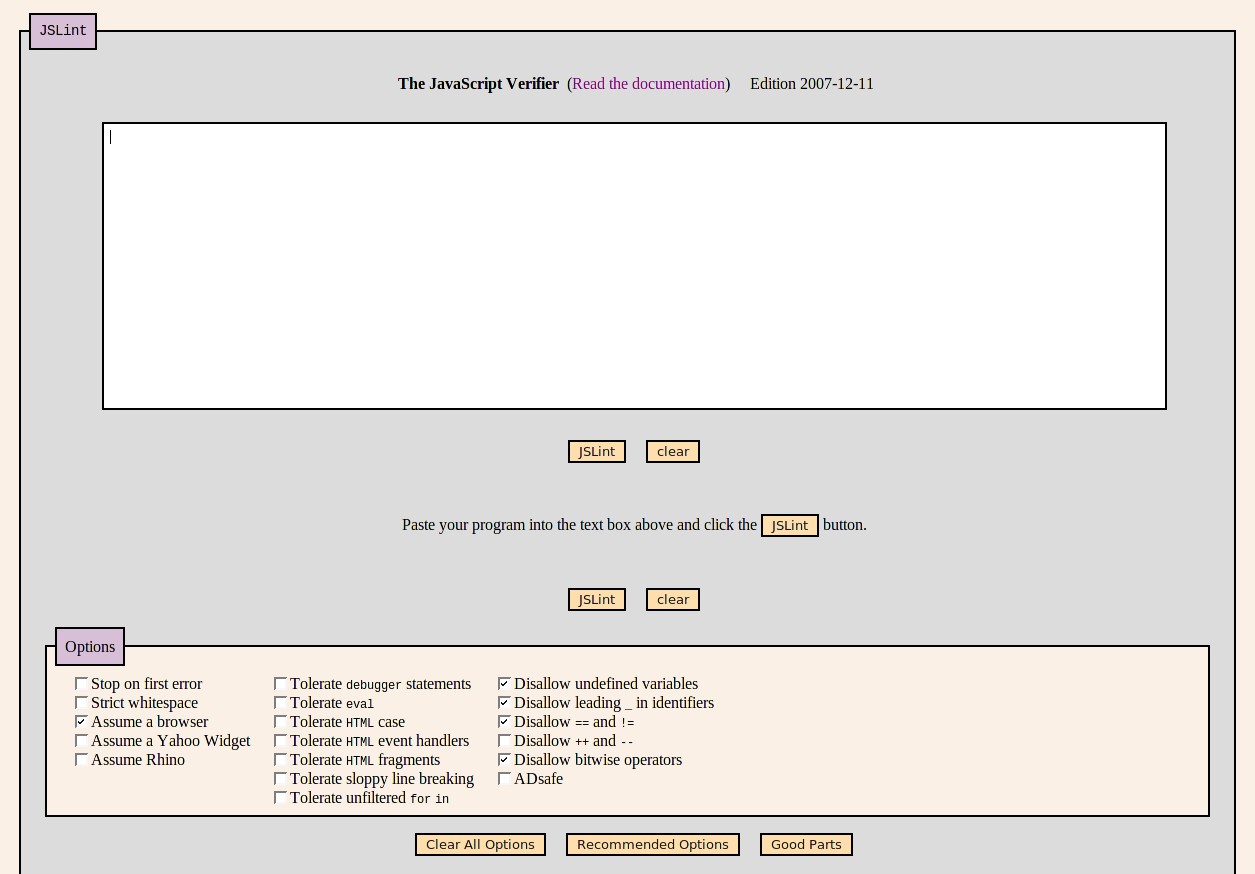 JSLint
The JavaScript Verifier (Read the documentation) Edition 2007-12-11
JSLint clear
Paste your program into the text box above and click the JSLint button.
JSLint clear
Options
Stop on first error
Strict whitespace
Assume a browser
Assume a Yahoo Widget
Assume Rhino
Tolerate debugger statements
Tolerate eval
Tolerate HTML case
Tolerate HTML event handlers
Tolerate HTML fragments
Tolerate sloppy line breaking
Tolerate unfiltered for in
Disallow undefined variables
Disallow leading _ in identifiers
Disallow == and !=
Disallow ++ and --
Disallow bitwise operators
ADsafe
Clear All Options Recommended Options Good Parts